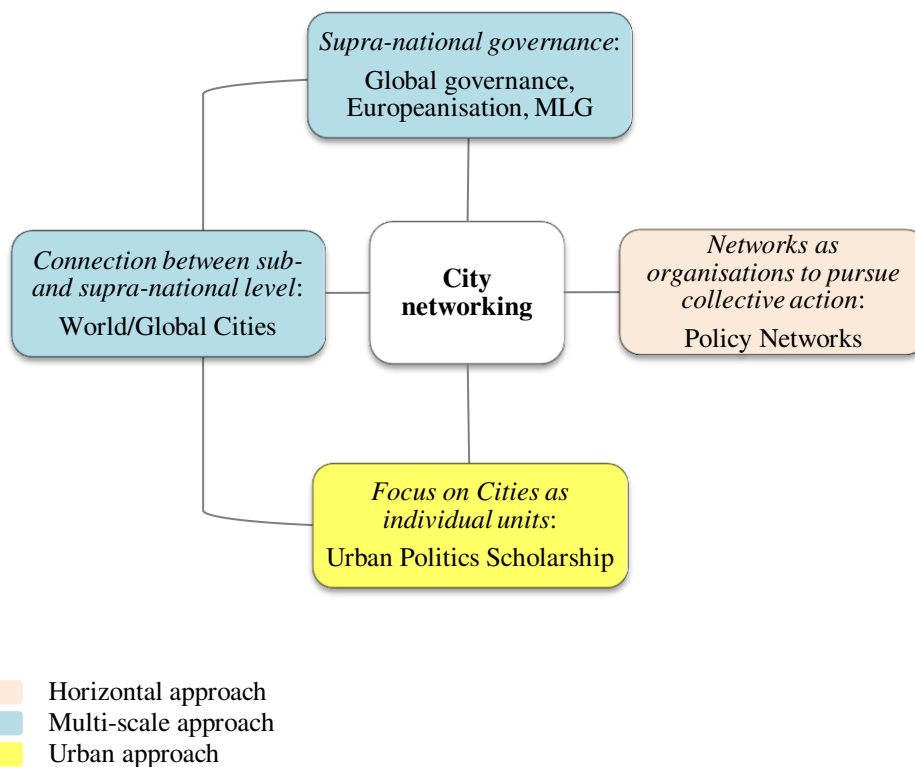 Supra-national governance:
Global governance,
Europeanisation, MLG
Connection between sub-
and supra-national level:
World/Global Cities
City
networking
Networks as
organisations to pursue
collective action:
Policy Networks
Focus on Cities as
individual units:
Urban Politics Scholarship
Horizontal approach
Multi-scale approach
Urban approach